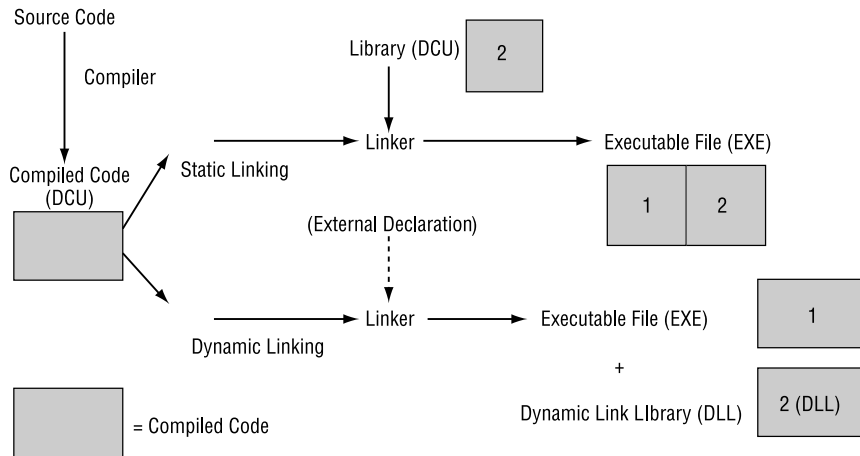 Source Code
Compiler
Compiled Code
(DCU)
Library (DCU)
2
Static Linking
Linker
Executable File (EXE)
1
2
(External Declaration)
Dynamic Linking
Linker
Executable File (EXE)
1
+
Dynamic Link LIbrary (DLL)
2 (DLL)
= Compiled Code